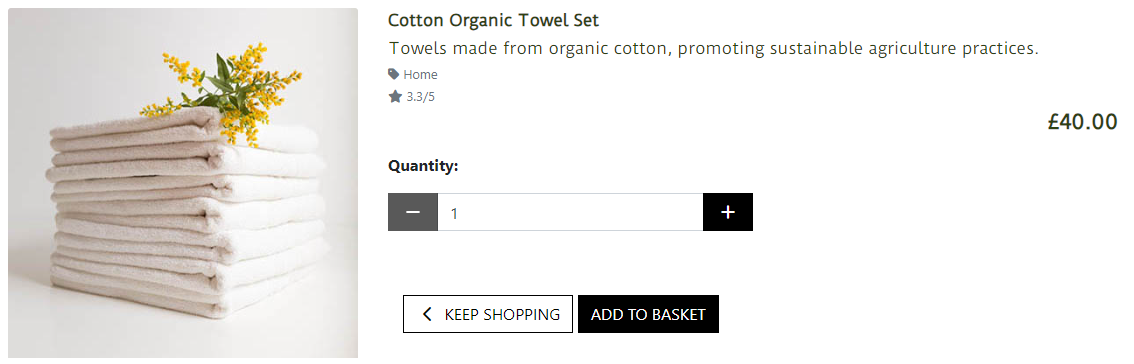 Cotton Organic Towel Set
Towels made from organic cotton, promoting sustainable agriculture practices.
Home
3.3/5
£40.00
Quantity:
1
KEEP SHOPPING
ADD TO BASKET